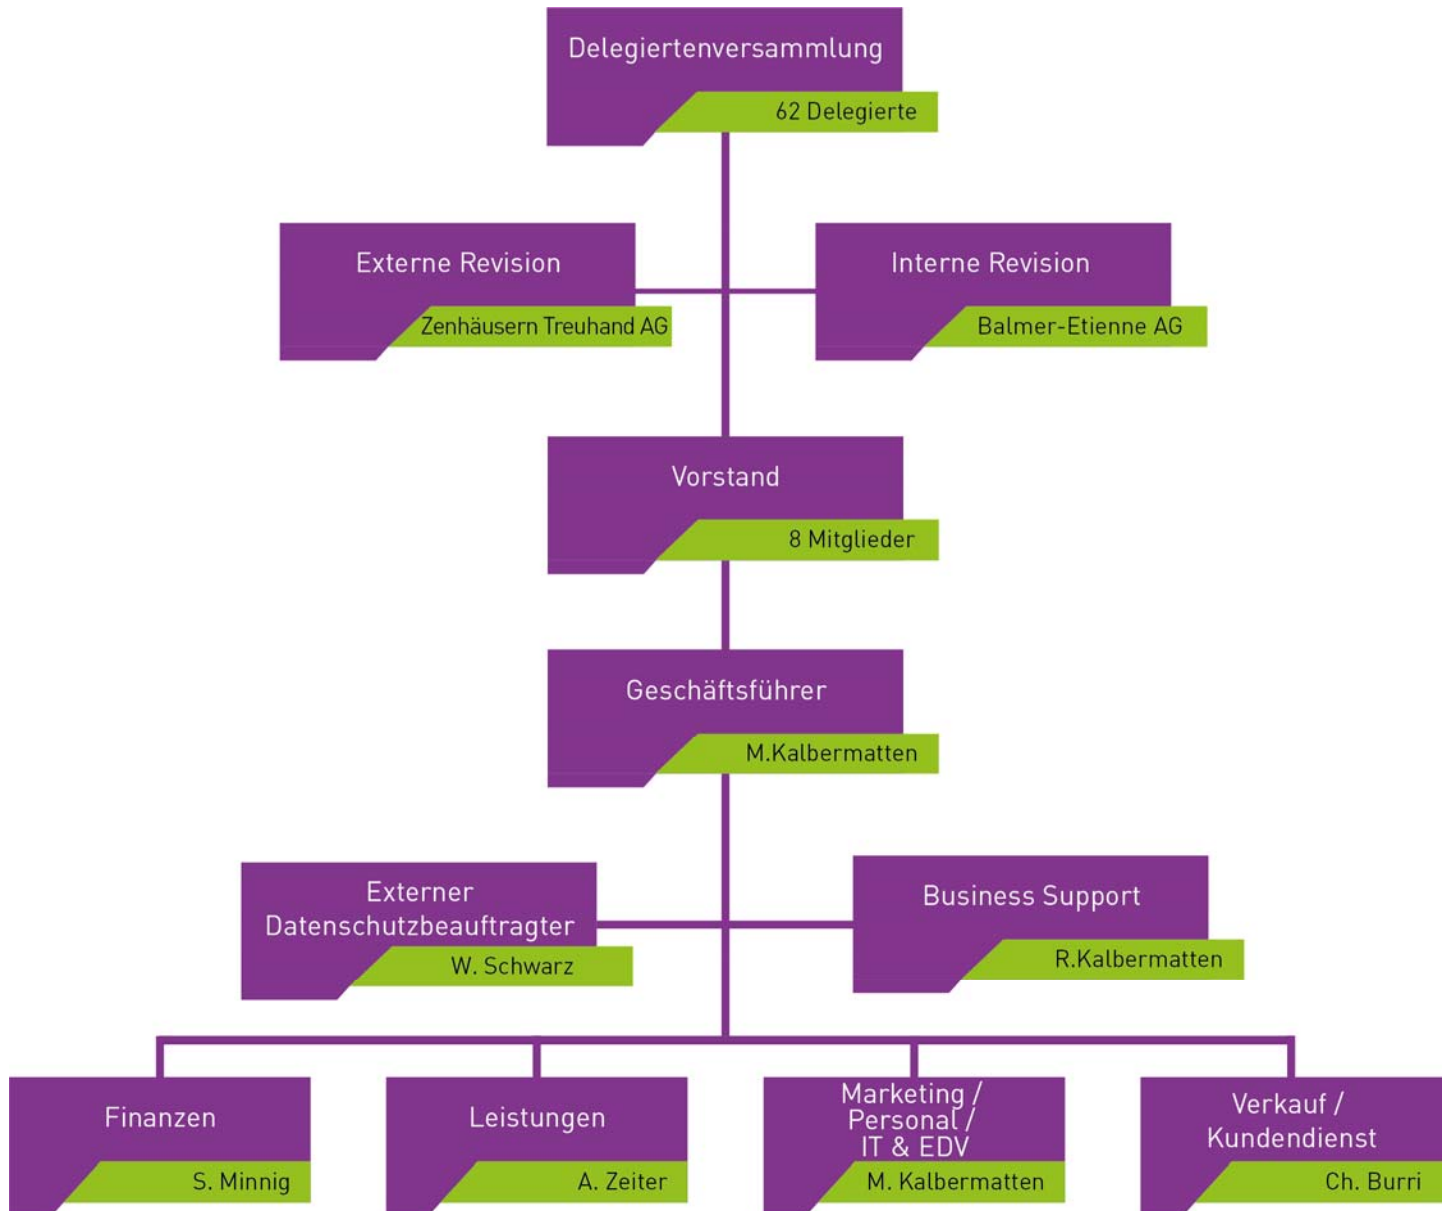 Delegiertenversammlung
62 Delegierte
Externe Revision
Zenhäusern Treuhand AG
Interne Revision
Balmer-Etienne AG
Vorstand
8 Mitglieder
Geschäftsführer
M.Kalbermatten
Externer
Datenschutzbeauftragter
W. Schwarz
Business Support
R.Kalbermatten
Finanzen
S. Minnig
Leistungen
A. Zeiter
Marketing /
Personal /
IT & EDV
M. Kalbermatten
Verkauf /
Kundendienst
Ch. Burri